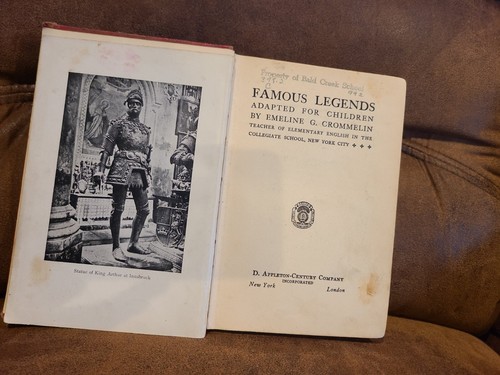 Statue of King Arthur at Innsbruck
Property of Bald Creek School
FAMOUS LEGENDS
ADAPTED FOR CHILDREN
BY EMELINE G. CROMMELIN
TEACHER OF ELEMENTARY ENGLISH IN THE
COLLEGIATE SCHOOL, NEW YORK CITY
D. APPLETON-CENTURY COMPANY
INCORPORATED
New York London